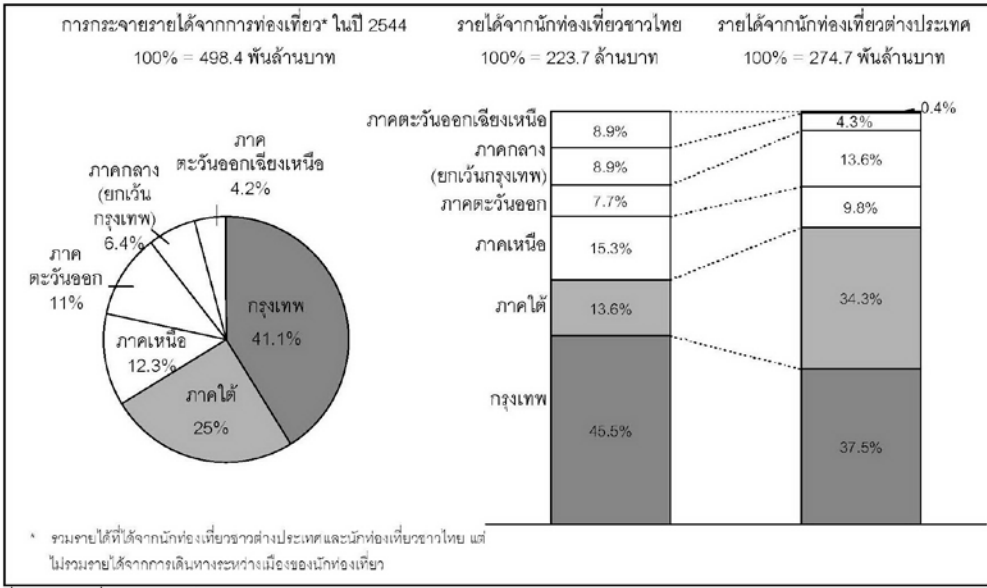 การกระจายรายได้จากการท่องเที่ยว* ในปี 2544
100% = 498.4 พันล้านบาท
รายได้จากนักท่องเที่ยวชาวไทย
100% = 223.7 ล้านบาท
รายได้จากนักท่องเที่ยวต่างประเทศ
100% = 274.7 พันล้านบาท
ภาค
ตะวันออกเฉียงเหนือ
4.2%
ภาคกลาง
(ยกเว้น
กรุงเทพ)
6.4%
ภาค
ตะวันออก
11%
ภาคเหนือ
12.3%
ภาคใต้
25%
กรุงเทพ
41.1%
ภาคตะวันออกเฉียงเหนือ
ภาคกลาง
(ยกเว้นกรุงเทพ)
ภาคตะวันออก
ภาคเหนือ
ภาคใต้
กรุงเทพ
8.9%
8.9%
7.7%
15.3%
13.6%
45.5%
0.4%
4.3%
13.6%
9.8%
34.3%
37.5%
* รวมรายได้ที่ได้จากนักท่องเที่ยวชาวต่างประเทศและนักท่องเที่ยวชาวไทย แต่
ไม่รวมรายได้จากการเดินทางระหว่างเมืองของนักท่องเที่ยว